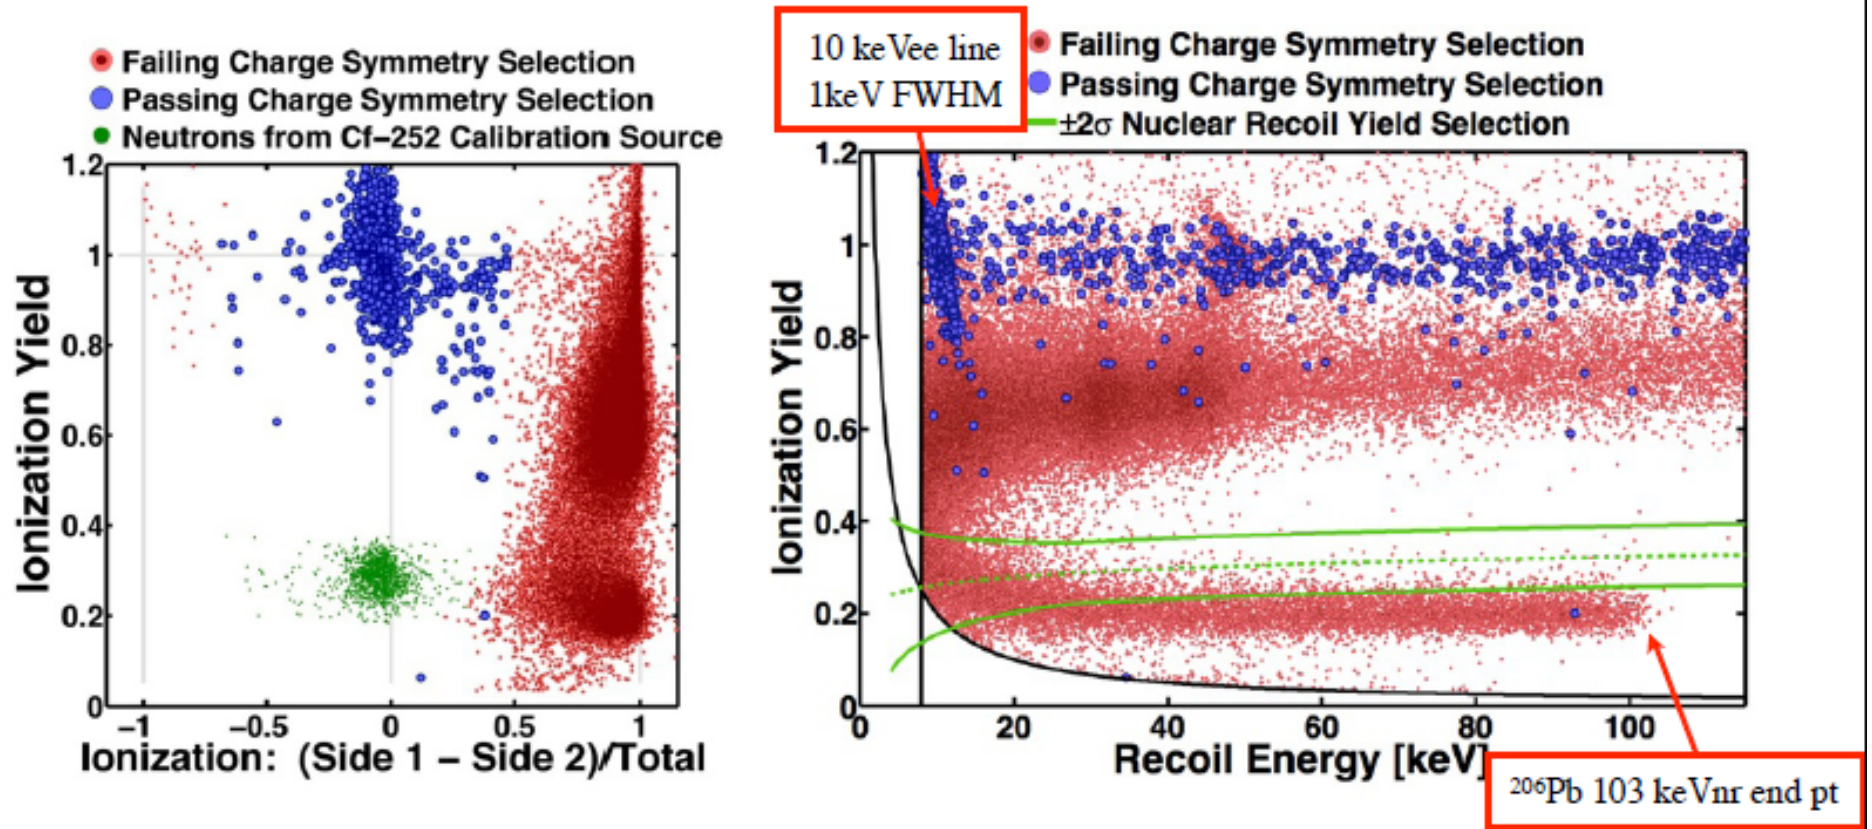 Failing Charge Symmetry Selection
Passing Charge Symmetry Selection
Neutrons from Cf-252 Calibration Source
1.2
1
0.8
0.6
0.4
0.2
0
Ionization Yield
−1
−0.5
0
0.5
1
Ionization: (Side 1 − Side 2)/Total
10 keVee line
1keV FWHM
Failing Charge Symmetry Selection
Passing Charge Symmetry Selection
±2σ Nuclear Recoil Yield Selection
1.2
1
0.8
0.6
0.4
0.2
0
Ionization Yield
0
20
40
60
80
100
Recoil Energy [keV]
²⁰⁶Pb 103 keVnr end pt